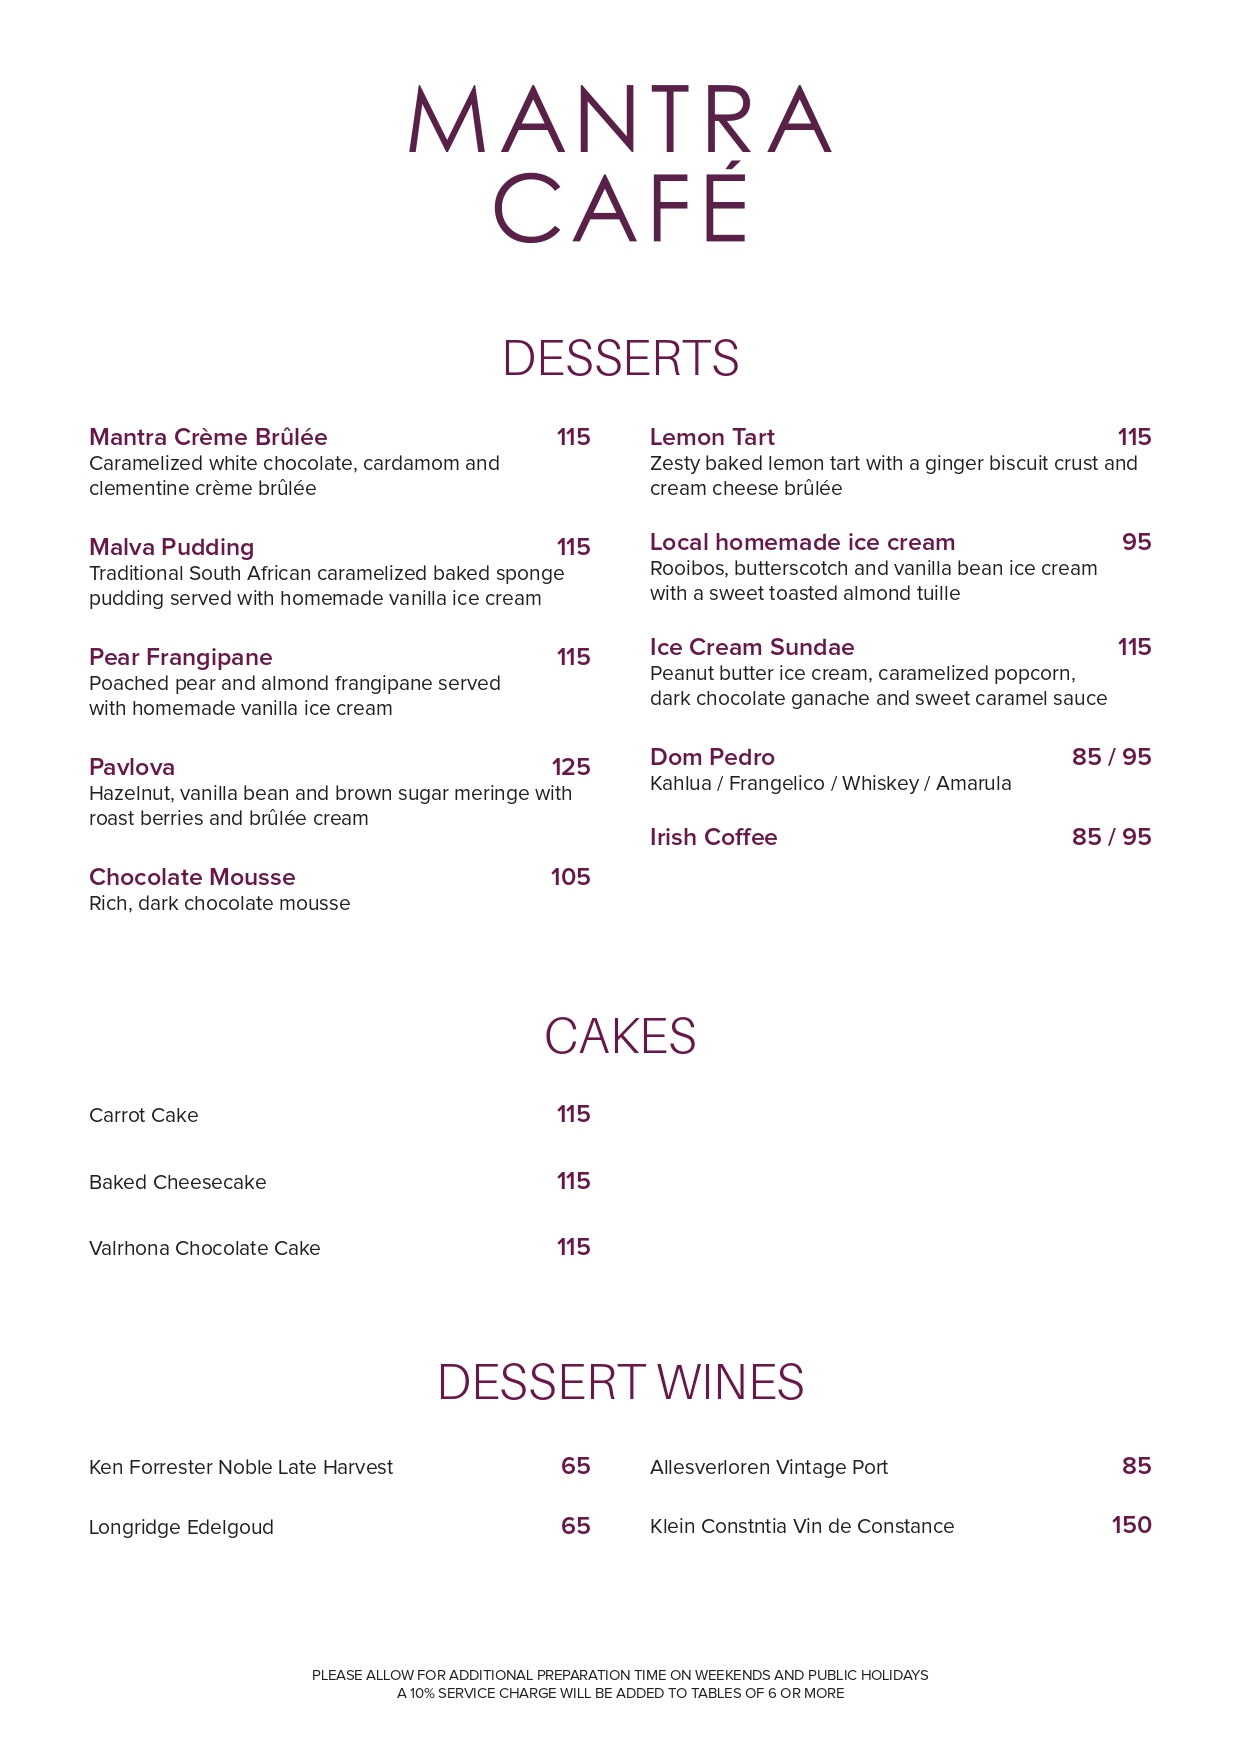 MANTRA
CAFÉ
DESSERTS
Mantra Crème Brûlée 115
Caramelized white chocolate, cardamom and
clementine crème brûlée
Malva Pudding 115
Traditional South African caramelized baked sponge
pudding served with homemade vanilla ice cream
Pear Frangipane 115
Poached pear and almond frangipane served
with homemade vanilla ice cream
Pavlova 125
Hazelnut, vanilla bean and brown sugar meringe with
roast berries and brûlée cream
Chocolate Mousse 105
Rich, dark chocolate mousse
Lemon Tart 115
Zesty baked lemon tart with a ginger biscuit crust and
cream cheese brûlée
Local homemade ice cream 95
Rooibos, butterscotch and vanilla bean ice cream
with a sweet toasted almond tuille
Ice Cream Sundae 115
Peanut butter ice cream, caramelized popcorn,
dark chocolate ganache and sweet caramel sauce
Dom Pedro 85 / 95
Kahlua / Frangelico / Whiskey / Amarula
Irish Coffee 85 / 95
CAKES
Carrot Cake 115
Baked Cheesecake 115
Valrhona Chocolate Cake 115
DESSERT WINES
Ken Forrester Noble Late Harvest 65
Longridge Edelgoud 65
Allesverloren Vintage Port 85
Klein Constntia Vin de Constance 150
PLEASE ALLOW FOR ADDITIONAL PREPARATION TIME ON WEEKENDS AND PUBLIC HOLIDAYS
A 10% SERVICE CHARGE WILL BE ADDED TO TABLES OF 6 OR MORE